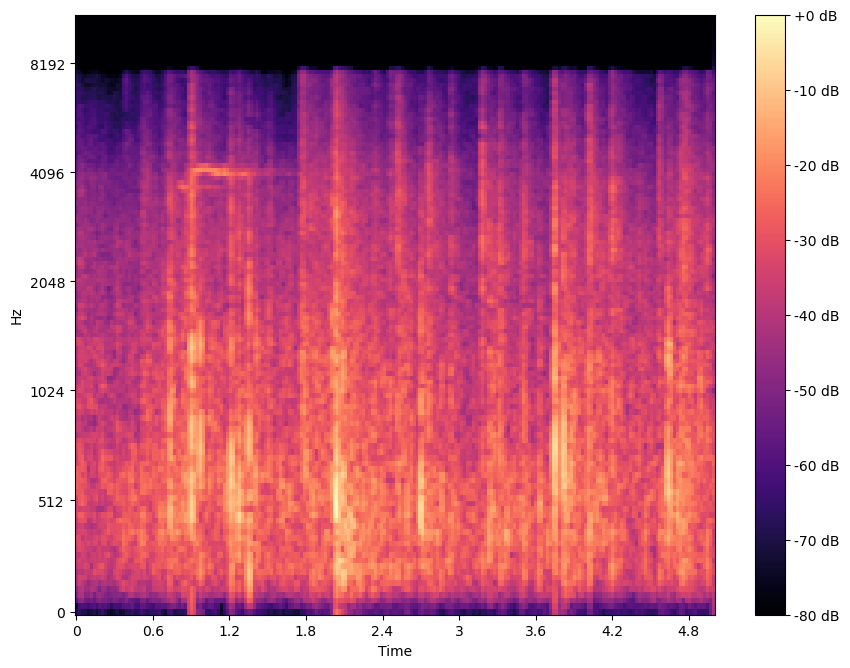 +0 dB
8192
-10 dB
4096
-20 dB
-30 dB
2048
Hz
-40 dB
1024
-50 dB
-60 dB
512
-70 dB
0
-80 dB
0 0.6 1.2 1.8 2.4 3 3.6 4.2 4.8
Time